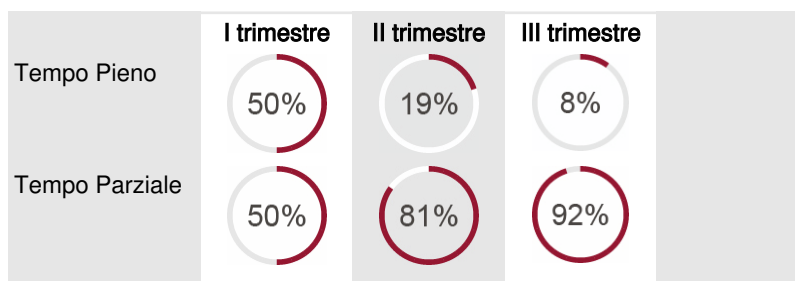 I trimestre II trimestre III trimestre
Tempo Pieno 50% 19% 8%
Tempo Parziale 50% 81% 92%